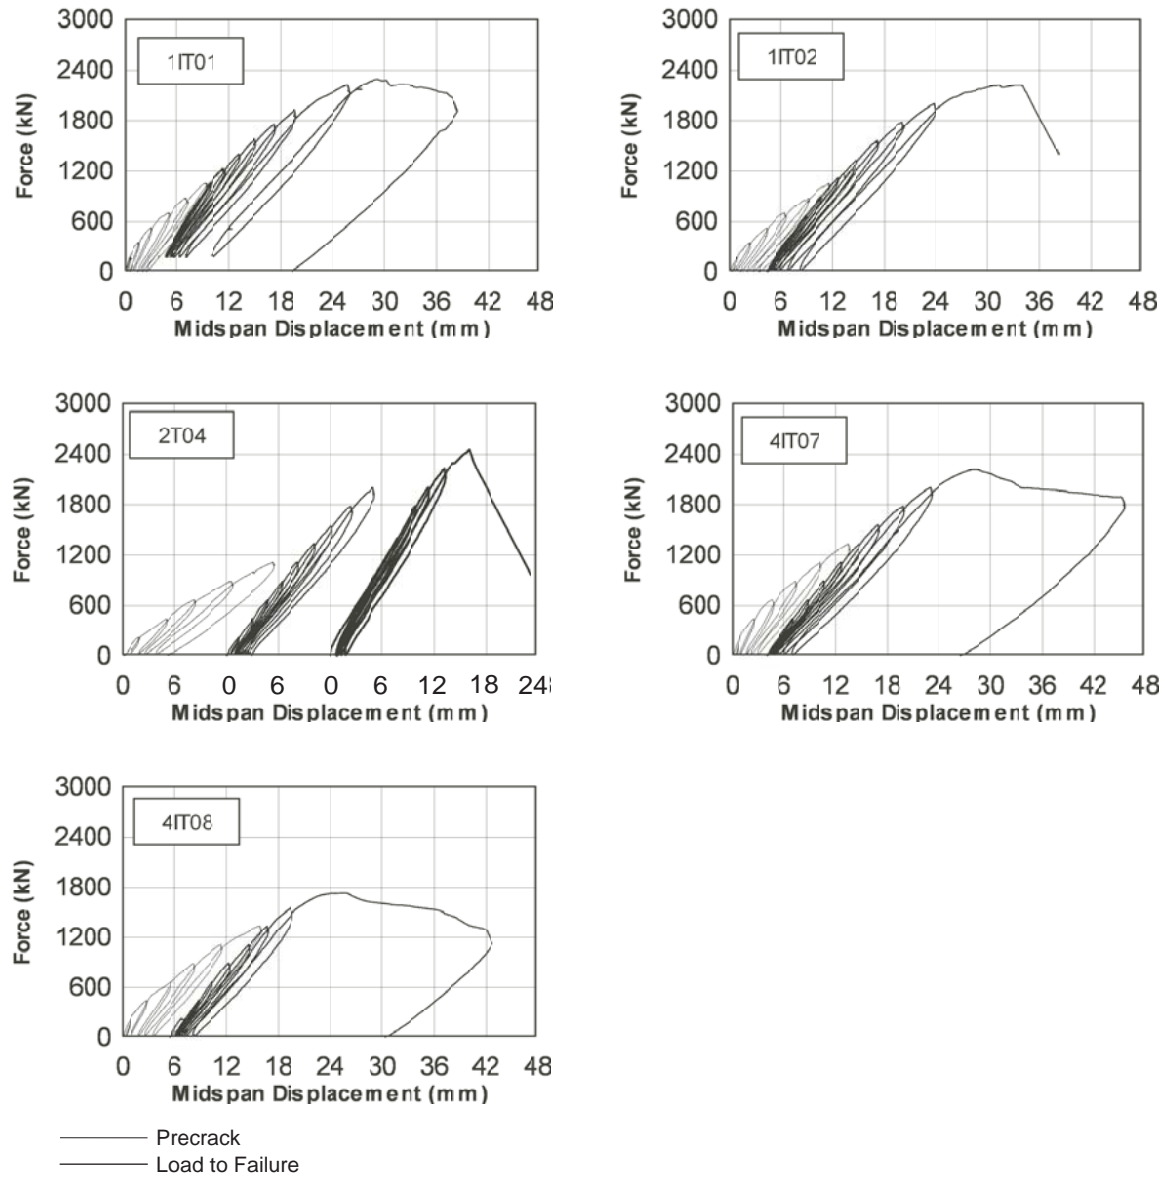 3000
2400
1800
1200
600
0
Force (kN)
1IT01
0 6 12 18 24 30 36 42 48
Midspan Displacement (mm)
3000
2400
1800
1200
600
0
Force (kN)
1IT02
0 6 12 18 24 30 36 42 48
Midspan Displacement (mm)
3000
2400
1800
1200
600
0
Force (kN)
2T04
0 6 0 6 0 6 12 18 24
Midspan Displacement (mm)
3000
2400
1800
1200
600
0
Force (kN)
4IT07
0 6 12 18 24 30 36 42 48
Midspan Displacement (mm)
3000
2400
1800
1200
600
0
Force (kN)
4IT08
0 6 12 18 24 30 36 42 48
Midspan Displacement (mm)
Precrack
Load to Failure